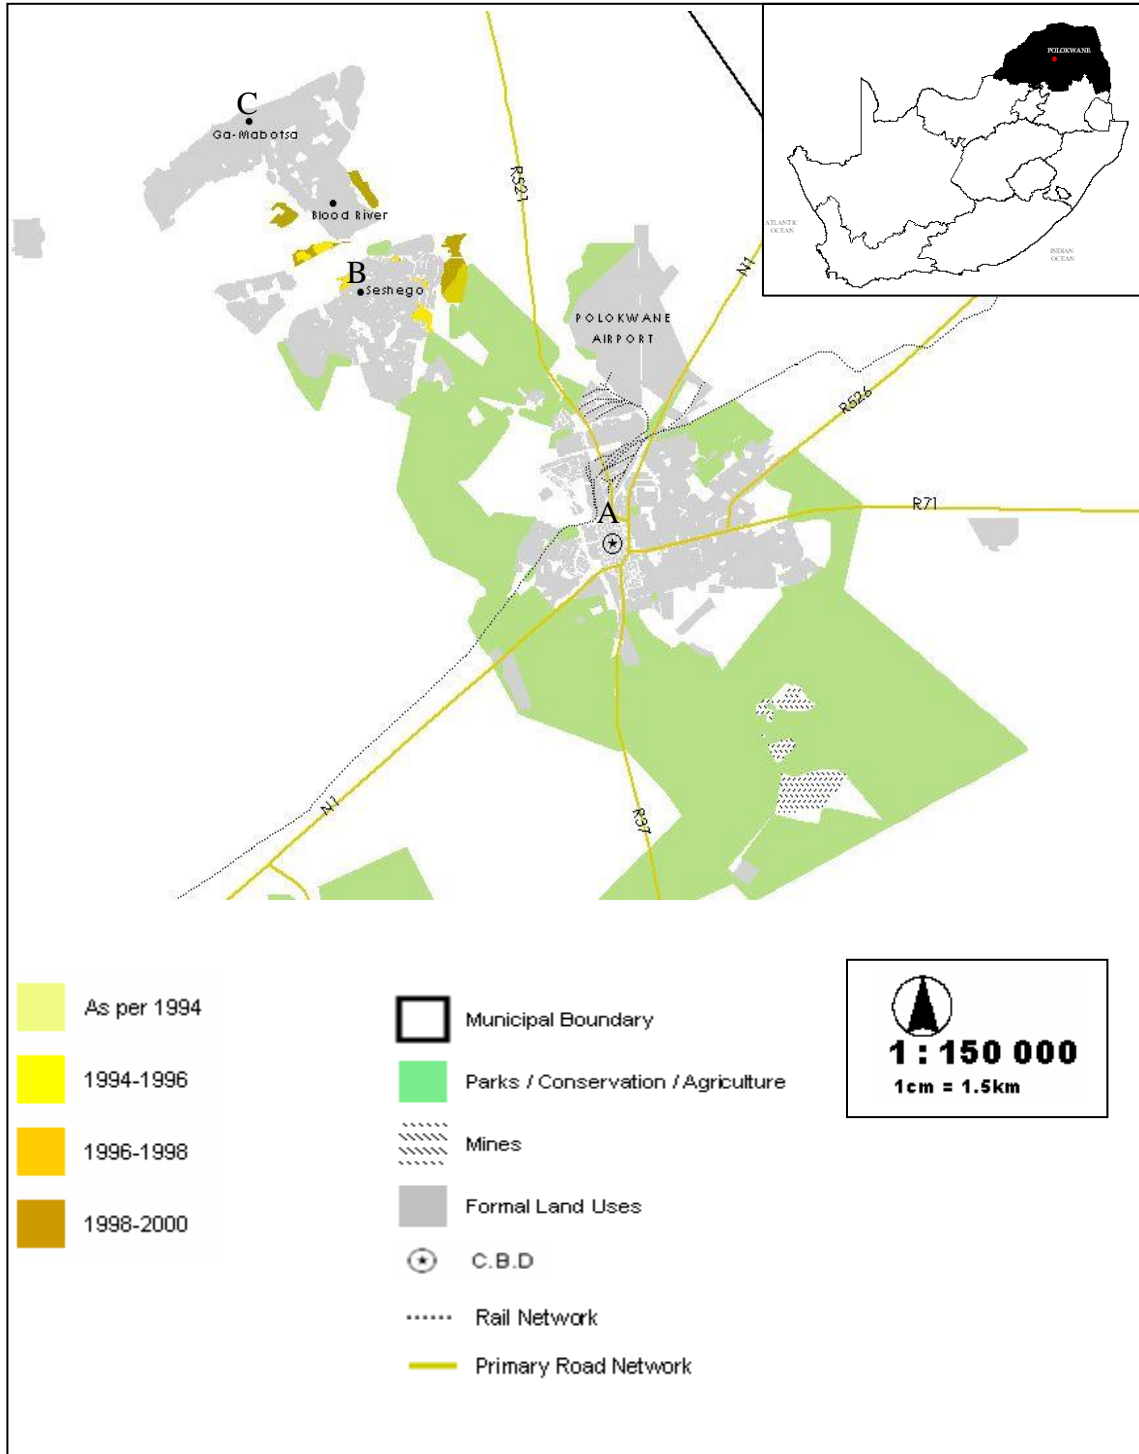 POLOKWANE
ATLANTIC
OCEAN
INDIAN
OCEAN
C
Ga-Mabotsa
Blood River
B
Seshego
R521
N1
POLOKWANE
AIRPORT
R526
A
R71
N1
R37
As per 1994
1994-1996
1996-1998
1998-2000
Municipal Boundary
Parks / Conservation / Agriculture
Mines
Formal Land Uses
C.B.D
Rail Network
Primary Road Network
1 : 150 000
1cm = 1.5km